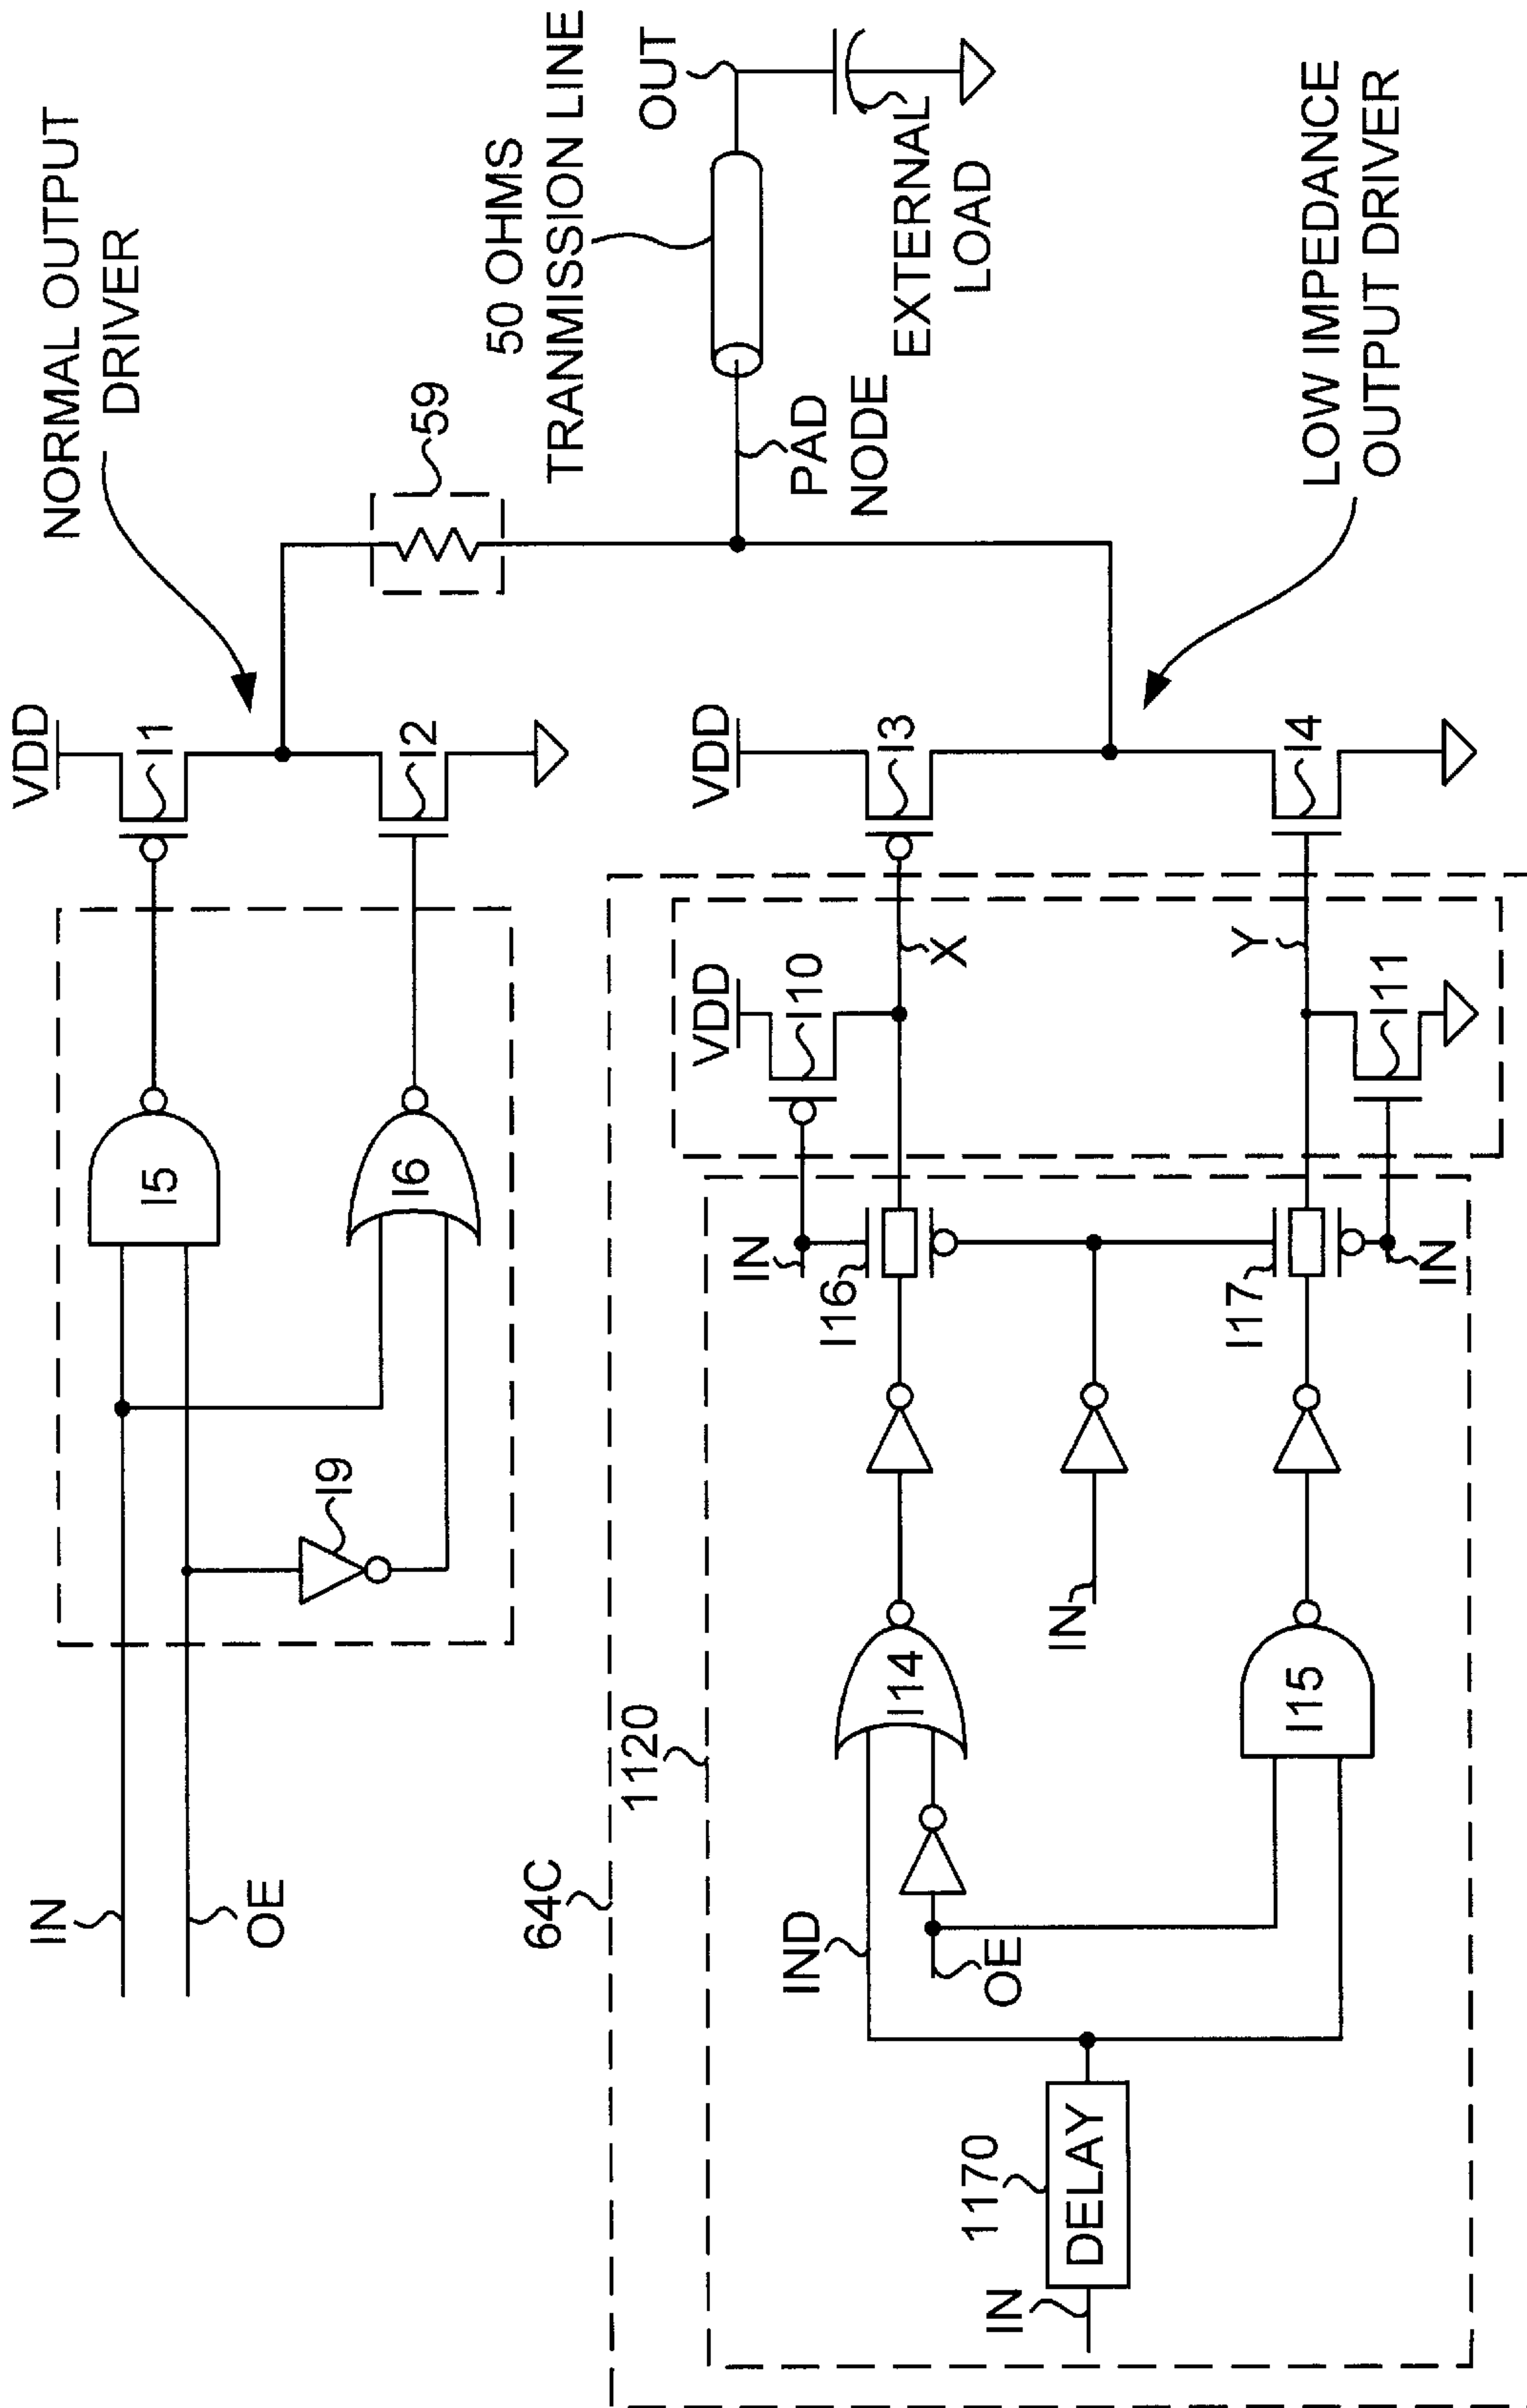 NORMAL OUTPUT
DRIVER
VDD
I1
I2
I5
I6
I9
IN
OE
59
50 OHMS
TRANMISSION LINE
OUT
PAD
NODE
EXTERNAL
LOAD
LOW IMPEDANCE
OUTPUT DRIVER
64C
1120
VDD
I3
I4
VDD
I10
X
Y
I11
IN
I16
I17
IN
I14
IN
I15
IND
OE
1170
DELAY
IN